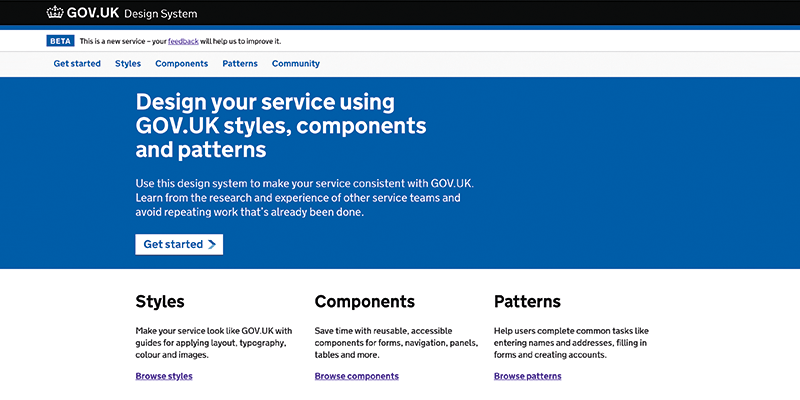 GOV.UK Design System
BETA This is a new service – your feedback will help us to improve it.
Get started Styles Components Patterns Community
Design your service using
GOV.UK styles, components
and patterns
Use this design system to make your service consistent with GOV.UK.
Learn from the research and experience of other service teams and
avoid repeating work that's already been done.
Get started
Styles
Make your service look like GOV.UK with
guides for applying layout, typography,
colour and images.
Browse styles
Components
Save time with reusable, accessible
components for forms, navigation, panels,
tables and more.
Browse components
Patterns
Help users complete common tasks like
entering names and addresses, filling in
forms and creating accounts.
Browse patterns